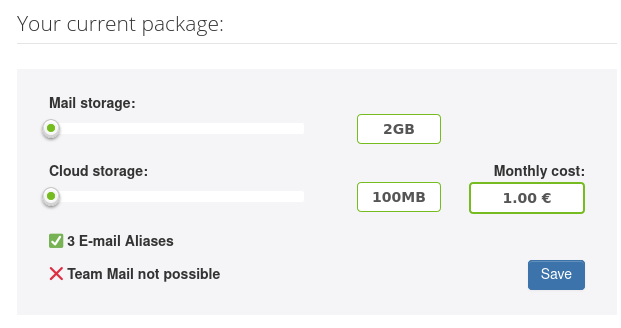 Your current package:
Mail storage:
2GB
Cloud storage:
Monthly cost:
100MB
1.00 €
✅ 3 E-mail Aliases
❌ Team Mail not possible
Save